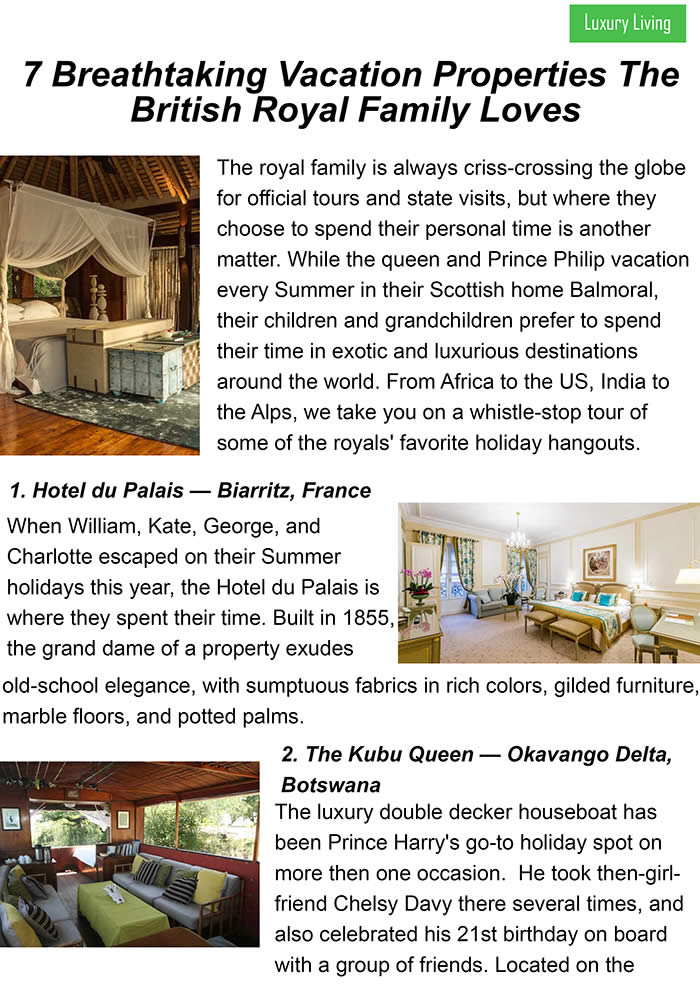 Luxury Living
7 Breathtaking Vacation Properties The
British Royal Family Loves
The royal family is always criss-crossing the globe
for official tours and state visits, but where they
choose to spend their personal time is another
matter. While the queen and Prince Philip vacation
every Summer in their Scottish home Balmoral,
their children and grandchildren prefer to spend
their time in exotic and luxurious destinations
around the world. From Africa to the US, India to
the Alps, we take you on a whistle-stop tour of
some of the royals' favorite holiday hangouts.
1. Hotel du Palais — Biarritz, France
When William, Kate, George, and
Charlotte escaped on their Summer
holidays this year, the Hotel du Palais is
where they spent their time. Built in 1855,
the grand dame of a property exudes
old-school elegance, with sumptuous fabrics in rich colors, gilded furniture,
marble floors, and potted palms.
2. The Kubu Queen — Okavango Delta,
Botswana
The luxury double decker houseboat has
been Prince Harry's go-to holiday spot on
more then one occasion.  He took then-girl-
friend Chelsy Davy there several times, and
also celebrated his 21st birthday on board
with a group of friends. Located on the